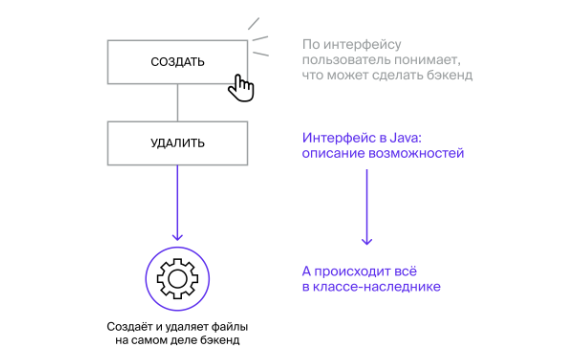 СОЗДАТЬ
По интерфейсу
пользователь понимает,
что может сделать бэкенд
УДАЛИТЬ
Интерфейс в Java:
описание возможностей
А происходит всё
в классе-наследнике
Создаёт и удаляет файлы
на самом деле бэкенд